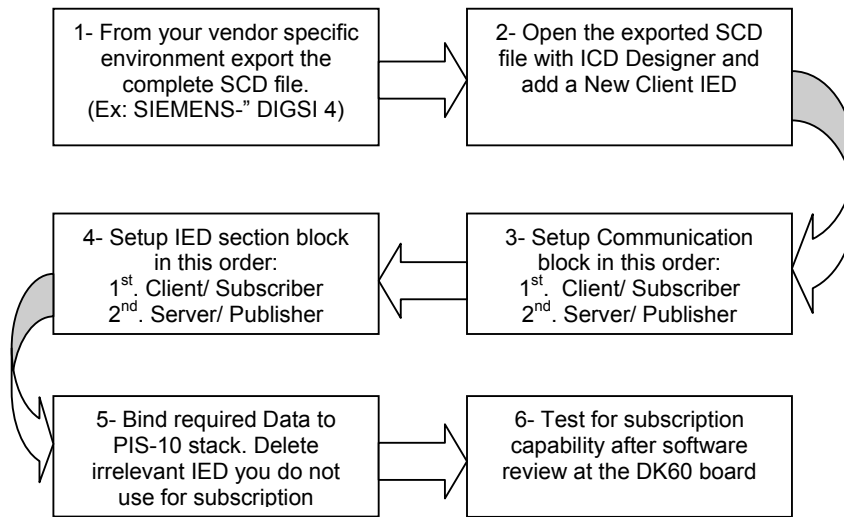 1- From your vendor specific
environment export the
complete SCD file.
(Ex: SIEMENS-” DIGSI 4)
2- Open the exported SCD
file with ICD Designer and
add a New Client IED
3- Setup Communication
block in this order:
1st. Client/ Subscriber
2nd. Server/ Publisher
4- Setup IED section block
in this order:
1st. Client/ Subscriber
2nd. Server/ Publisher
5- Bind required Data to
PIS-10 stack. Delete
irrelevant IED you do not
use for subscription
6- Test for subscription
capability after software
review at the DK60 board